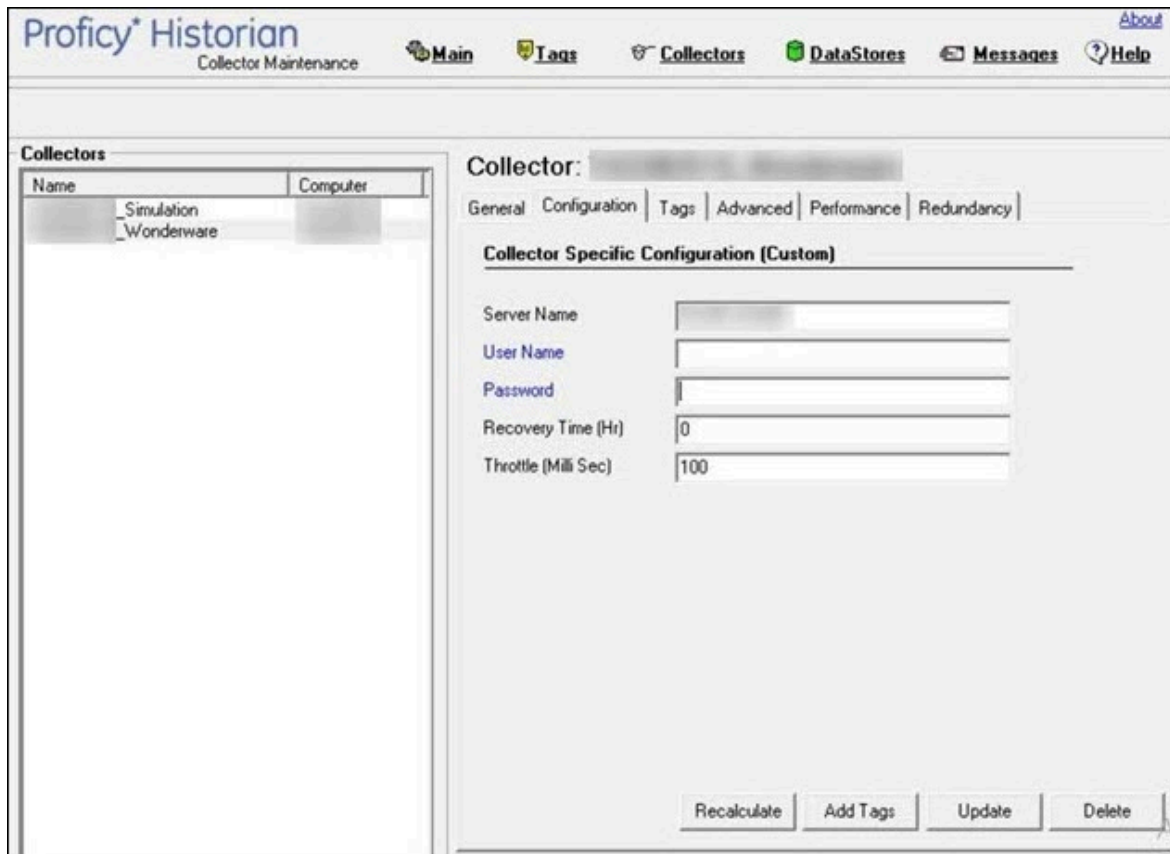 Proficy* Historian
Collector Maintenance
About
Main
Tags
Collectors
DataStores
Messages
Help
Collectors
Name
Computer
_Simulation
_Wonderware
Collector:
General
Configuration
Tags
Advanced
Performance
Redundancy
Collector Specific Configuration (Custom)
Server Name
User Name
Password
Recovery Time (Hr)
0
Throttle (Milli Sec)
100
Recalculate
Add Tags
Update
Delete